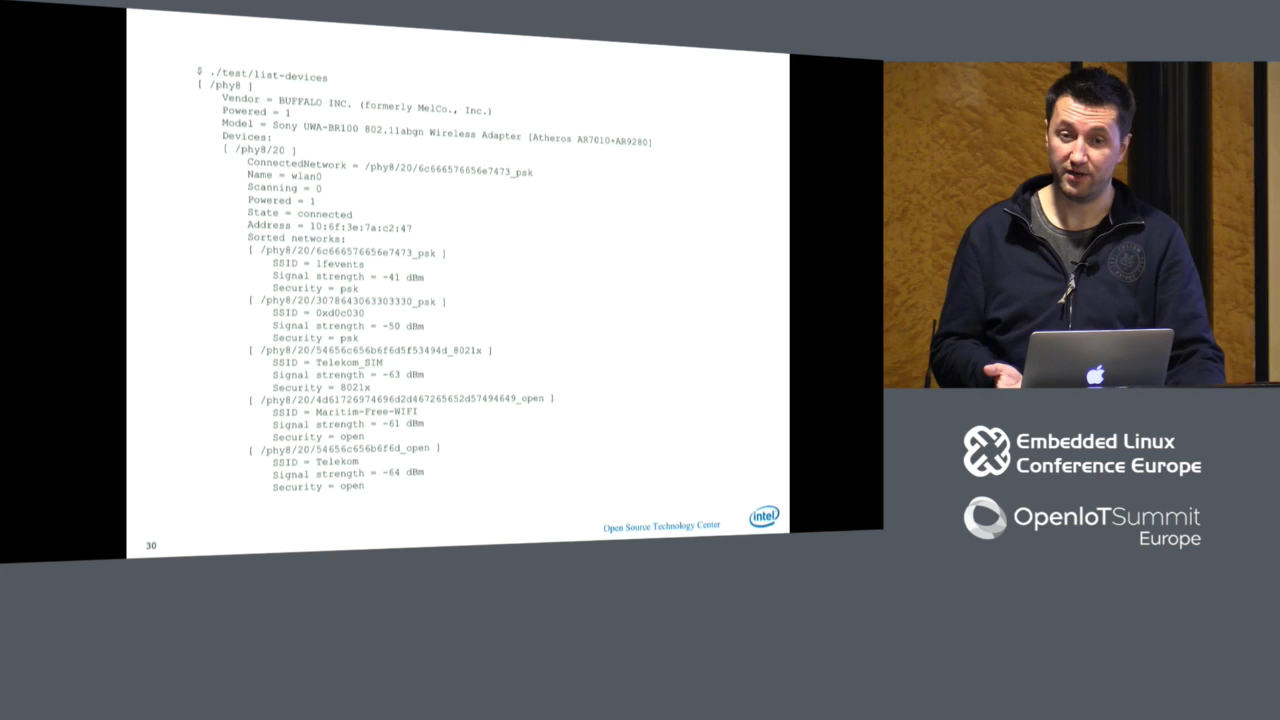 $ ./test/list-devices
[ /phy8 ]
Vendor = BUFFALO INC. (formerly MelCo., Inc.)
Powered = 1
Model = Sony UWA-BR100 802.11abgn Wireless Adapter [Atheros AR7010+AR9280]
Devices:
[ /phy8/20 ]
ConnectedNetwork = /phy8/20/6c666576656e7473_psk
Name = wlan0
Scanning = 0
Powered = 1
State = connected
Address = 10:6f:3e:7a:c2:47
Sorted networks:
[ /phy8/20/6c666576656e7473_psk ]
SSID = lfevents
Signal strength = -41 dBm
Security = psk
[ /phy8/20/3078643063303330_psk ]
SSID = 0xd0c030
Signal strength = -50 dBm
Security = psk
[ /phy8/20/54656c656b6f6d5f53494d_8021x ]
SSID = Telekom_SIM
Signal strength = -63 dBm
Security = 8021x
[ /phy8/20/4d61726974696d2d467265652d57494649_open ]
SSID = Maritim-Free-WIFI
Signal strength = -61 dBm
Security = open
[ /phy8/20/54656c656b6f6d_open ]
SSID = Telekom
Signal strength = -64 dBm
Security = open
Open Source Technology Center
intel
30
Embedded Linux
Conference Europe
OpenIoTSummit
Europe